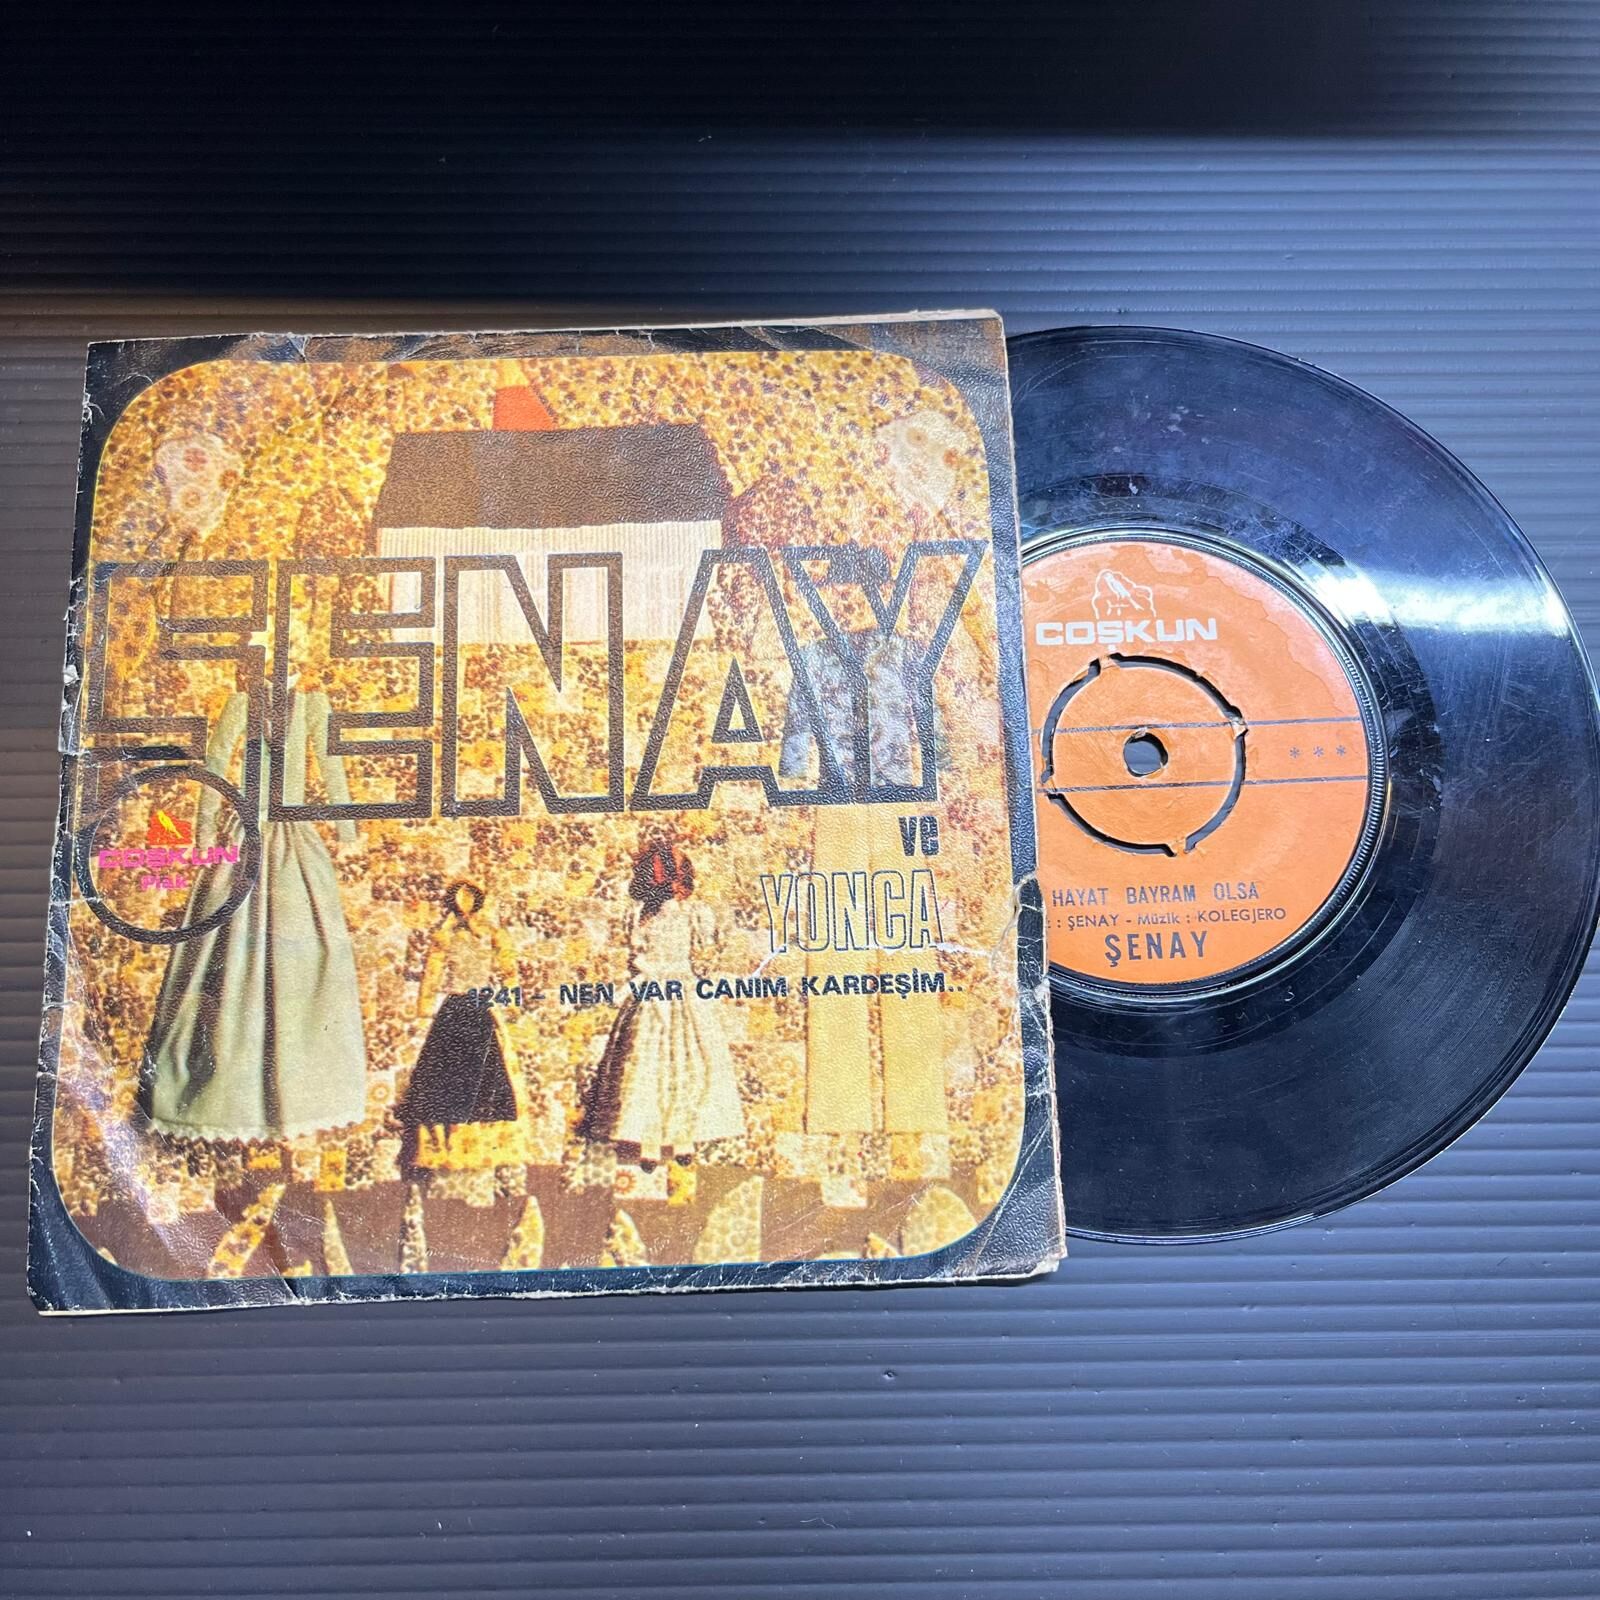 ŞENAY
ve
YONCA
1241 - NEN VAR CANIM KARDEŞİM..
COŞKUN
Plak
COŞKUN
* * *
HAYAT BAYRAM OLSA
: ŞENAY - Müzik : KOLEGJERO
ŞENAY